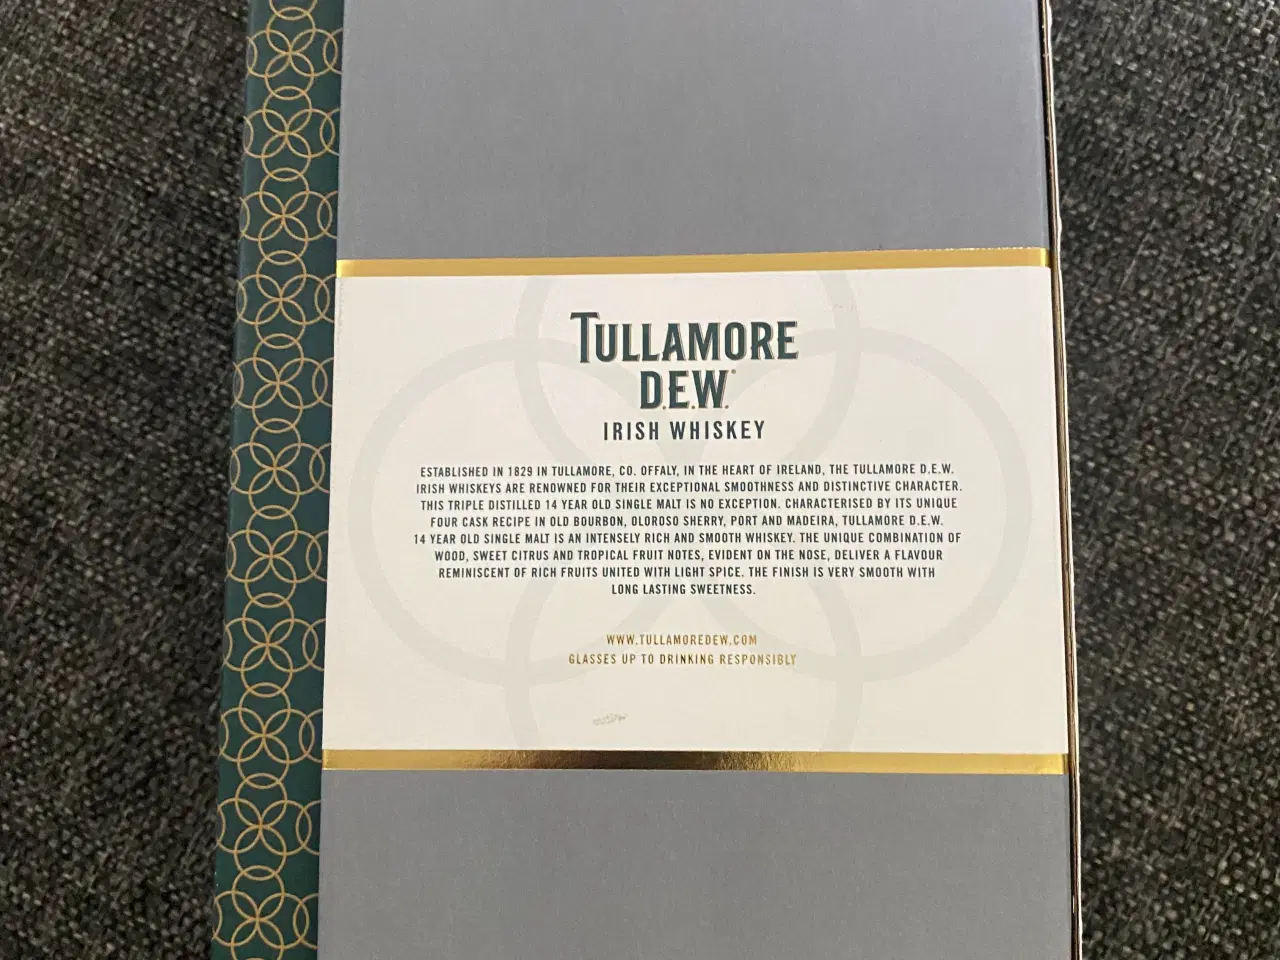 TULLAMORE
D.E.W.
IRISH WHISKEY
ESTABLISHED IN 1829 IN TULLAMORE, CO. OFFALY, IN THE HEART OF IRELAND, THE TULLAMORE D.E.W.
IRISH WHISKEYS ARE RENOWNED FOR THEIR EXCEPTIONAL SMOOTHNESS AND DISTINCTIVE CHARACTER.
THIS TRIPLE DISTILLED 14 YEAR OLD SINGLE MALT IS NO EXCEPTION. CHARACTERISED BY ITS UNIQUE
FOUR CASK RECIPE IN OLD BOURBON, OLOROSO SHERRY, PORT AND MADEIRA, TULLAMORE D.E.W.
14 YEAR OLD SINGLE MALT IS AN INTENSELY RICH AND SMOOTH WHISKEY. THE UNIQUE COMBINATION OF
WOOD, SWEET CITRUS AND TROPICAL FRUIT NOTES, EVIDENT ON THE NOSE, DELIVER A FLAVOUR
REMINISCENT OF RICH FRUITS UNITED WITH LIGHT SPICE. THE FINISH IS VERY SMOOTH WITH
LONG LASTING SWEETNESS.
WWW.TULLAMOREDEW.COM
GLASSES UP TO DRINKING RESPONSIBLY